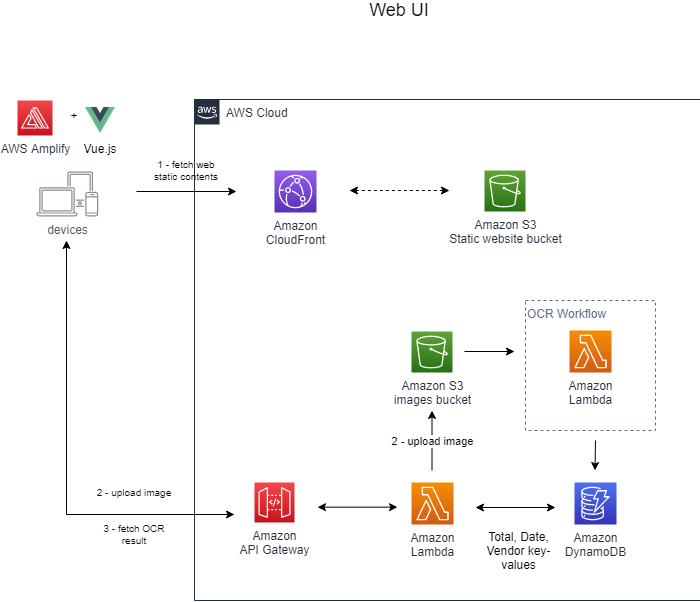 Web UI
aws
AWS Cloud
+
AWS Amplify
Vue.js
1 - fetch web
static contents
devices
Amazon
CloudFront
Amazon S3
Static website bucket
OCR Workflow
Amazon S3
images bucket
Amazon
Lambda
2 - upload image
2 - upload image
3 - fetch OCR
result
</>
Amazon
API Gateway
Amazon
Lambda
Total, Date,
Vendor key-
values
Amazon
DynamoDB